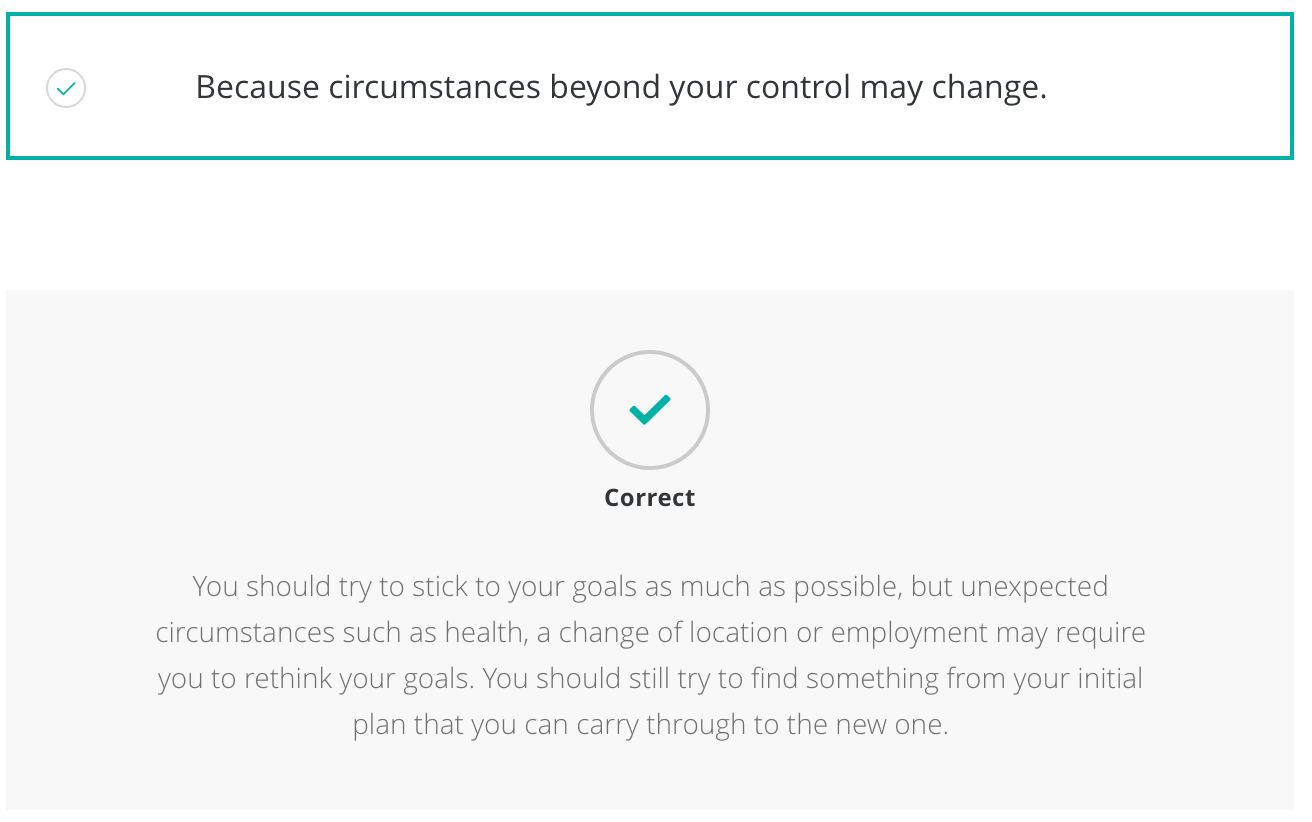 Because circumstances beyond your control may change.
Correct
You should try to stick to your goals as much as possible, but unexpected
circumstances such as health, a change of location or employment may require
you to rethink your goals. You should still try to find something from your initial
plan that you can carry through to the new one.